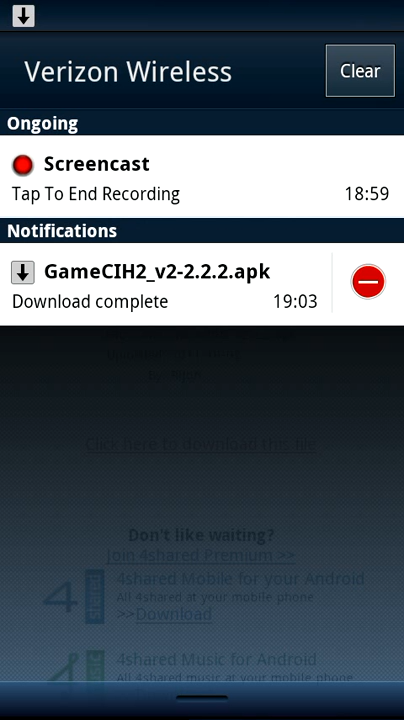 Verizon Wireless
Clear
Ongoing
Screencast
Tap To End Recording 18:59
Notifications
GameCIH2_v2-2.2.2.apk
Download complete 19:03
Click here to download this file
Don't like waiting?
Join 4shared Premium >>
4shared Mobile for your Android
All 4shared at your mobile phone
>>Download
4shared Music for Android
All 4shared music at your mobile phone